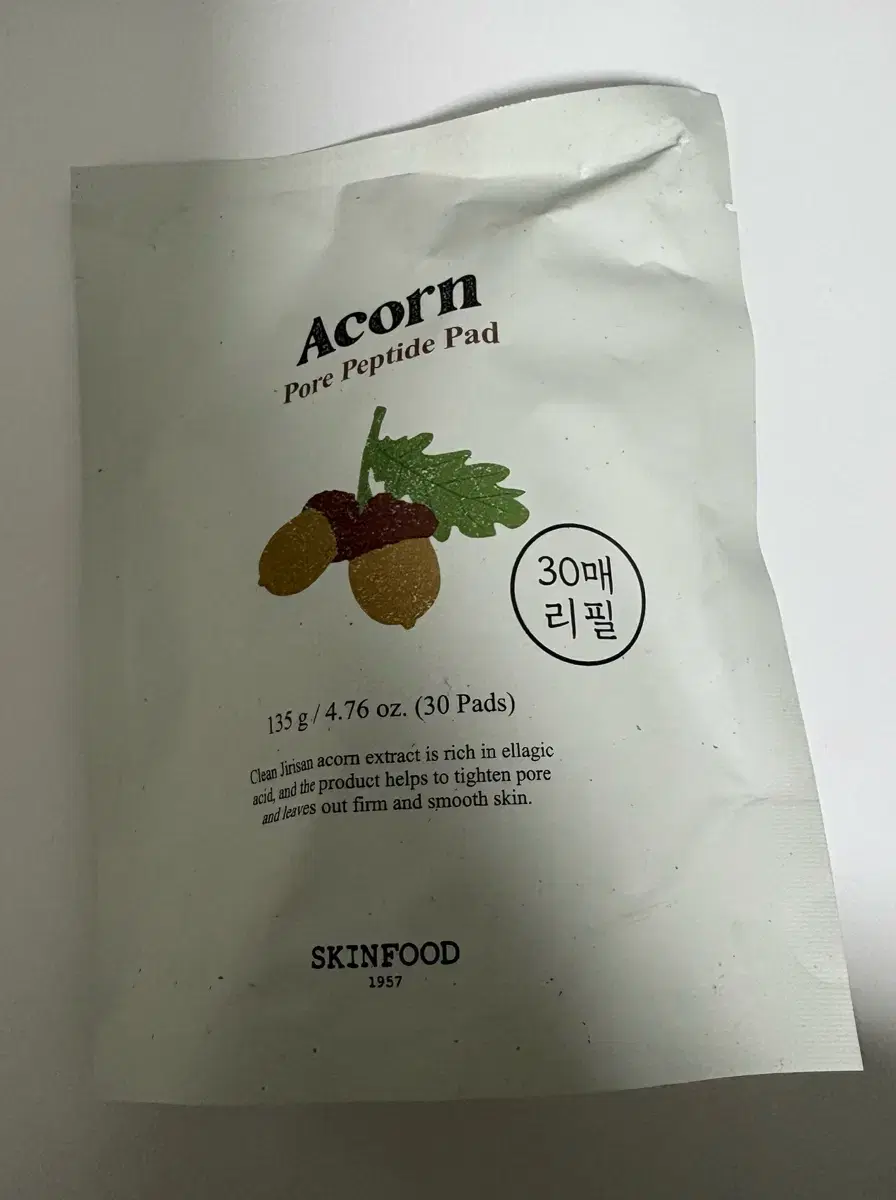 Acorn
Pore Peptide Pad
30매
리필
135 g / 4.76 oz. (30 Pads)
Clean Jirisan acorn extract is rich in ellagic
acid, and the product helps to tighten pore
and leaves out firm and smooth skin.
SKINFOOD
1957